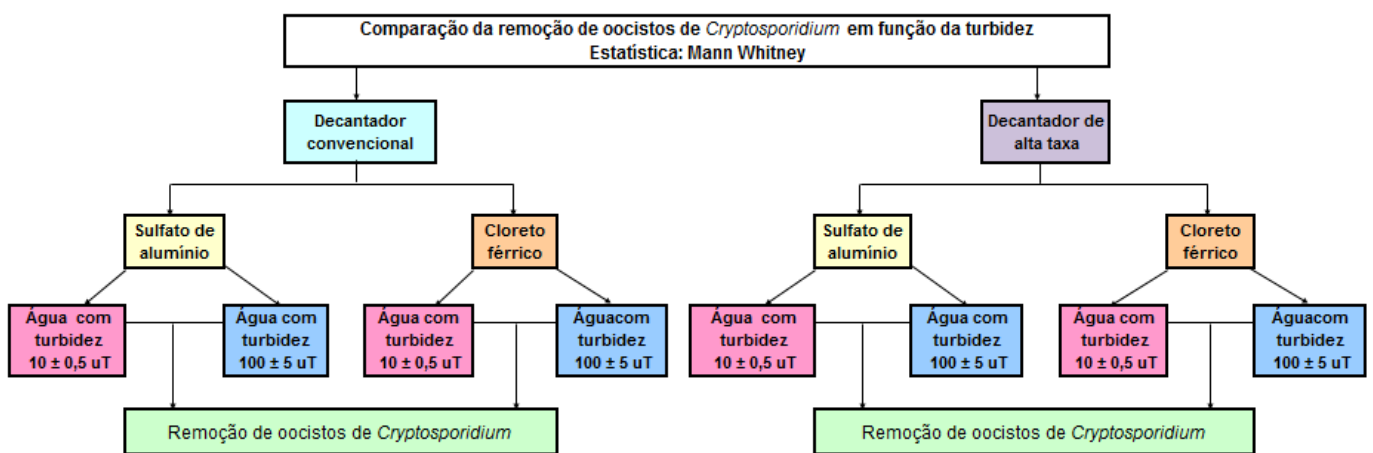 Comparação da remoção de oocistos de Cryptosporidium em função da turbidez
Estatística: Mann Whitney
Decantador
convencional
Decantador de
alta taxa
Sulfato de
alumínio
Cloreto
férrico
Sulfato de
alumínio
Cloreto
férrico
Água com
turbidez
10 ± 0,5 uT
Água com
turbidez
100 ± 5 uT
Água com
turbidez
10 ± 0,5 uT
Águacom
turbidez
100 ± 5 uT
Água com
turbidez
10 ± 0,5 uT
Água com
turbidez
100 ± 5 uT
Água com
turbidez
10 ± 0,5 uT
Águacom
turbidez
100 ± 5 uT
Remoção de oocistos de Cryptosporidium
Remoção de oocistos de Cryptosporidium